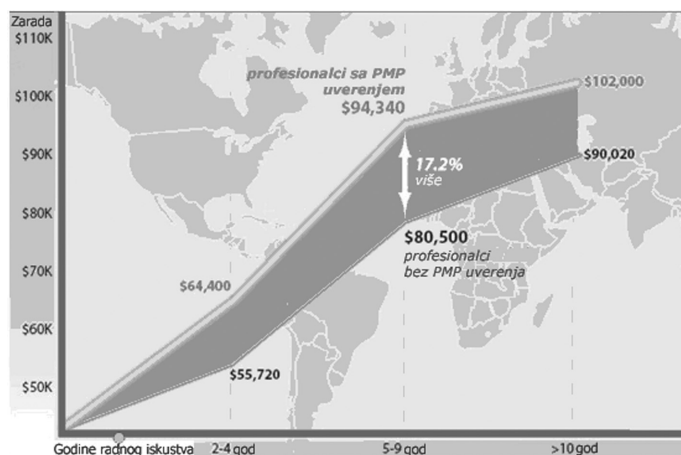 Zarada
$110K
$100K
$90K
$80K
$70K
$60K
$50K
profesionalci sa PMP
uverenjem
$94,340
$102,000
17.2%
više
$90,020
$80,500
profesionalci
bez PMP uverenja
$64,400
$55,720
Godine radnog iskustva
2-4 god
5-9 god
>10 god